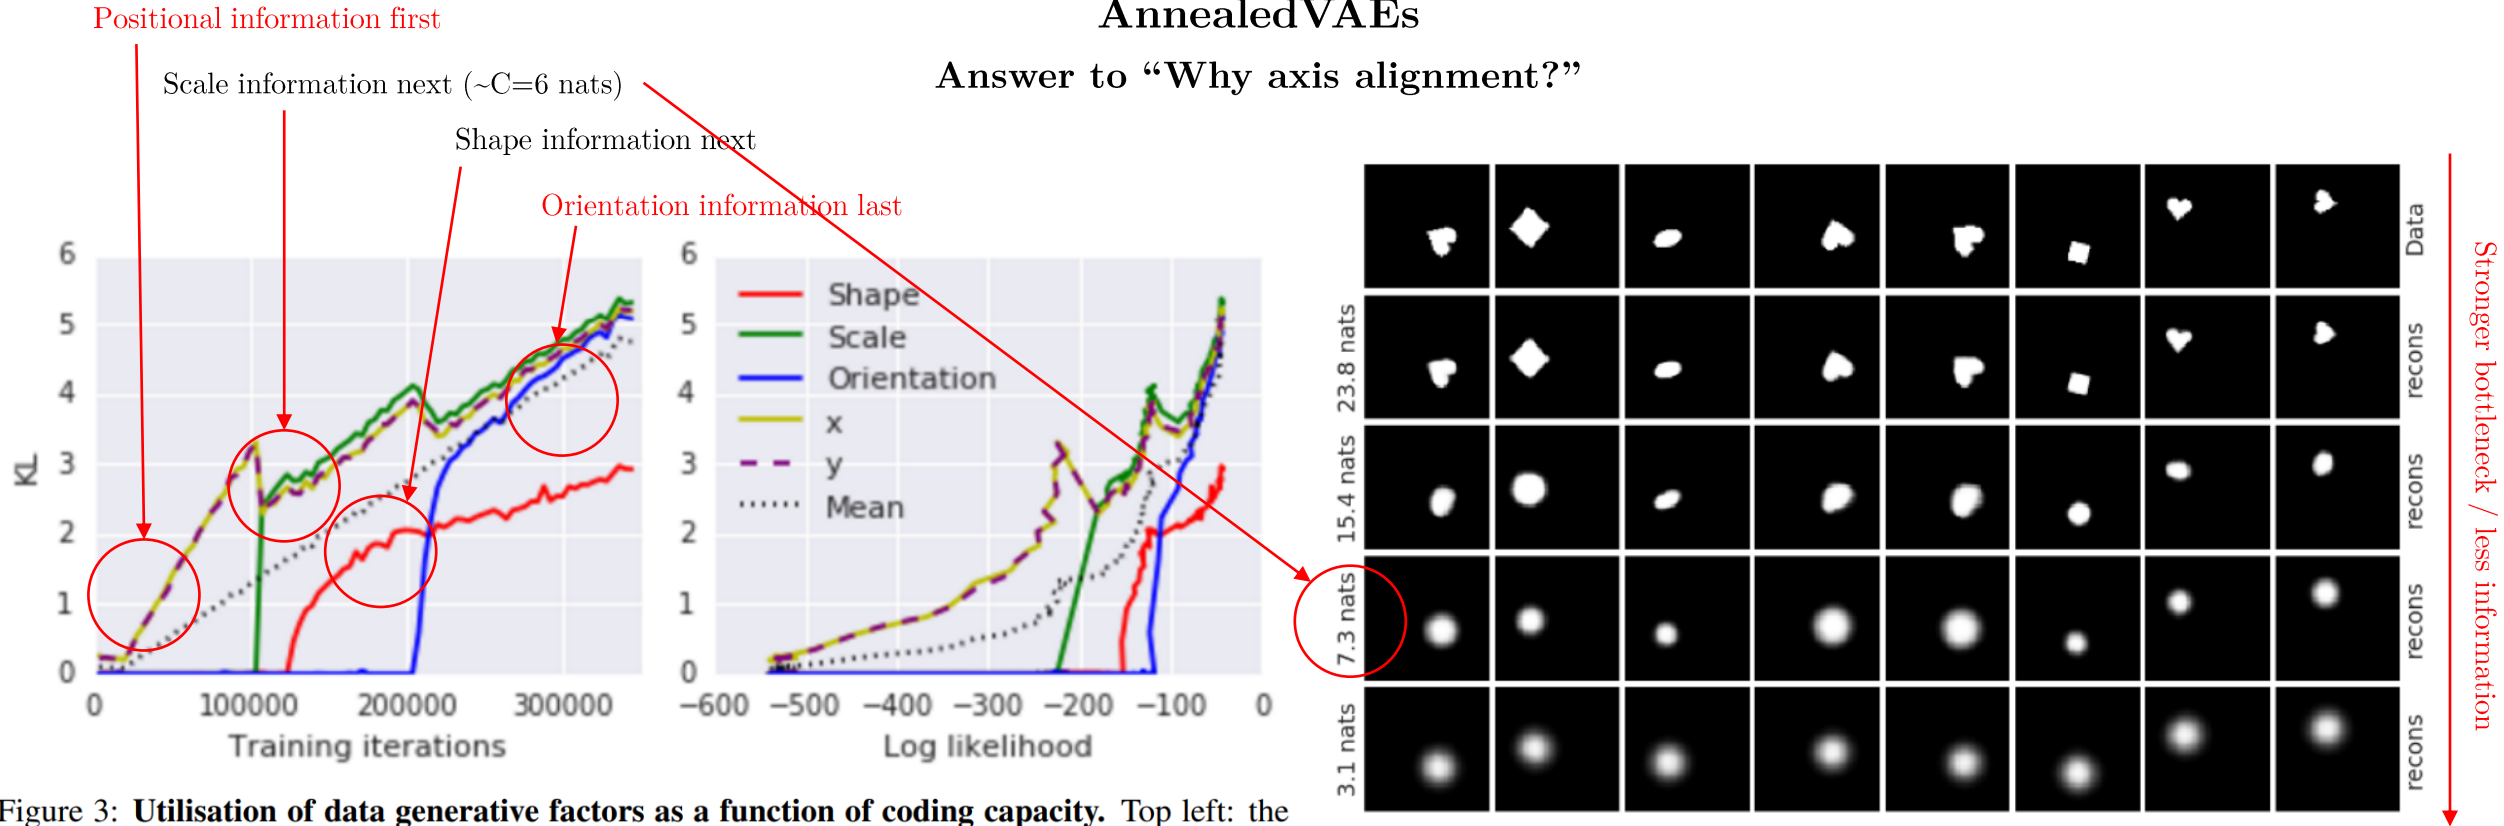 AnnealedVAEs
Answer to “Why axis alignment?”
Positional information first
Scale information next (~C=6 nats)
Shape information next
Orientation information last
KL
6
5
4
3
2
1
0
0 100000 200000 300000
Training iterations
6
5
4
3
2
1
0
Shape
Scale
Orientation
x
y
Mean
−600 −500 −400 −300 −200 −100 0
Log likelihood
Data
23.8 nats recons
15.4 nats recons
7.3 nats recons
3.1 nats recons
Stronger bottleneck / less information
Figure 3: Utilisation of data generative factors as a function of coding capacity. Top left: the